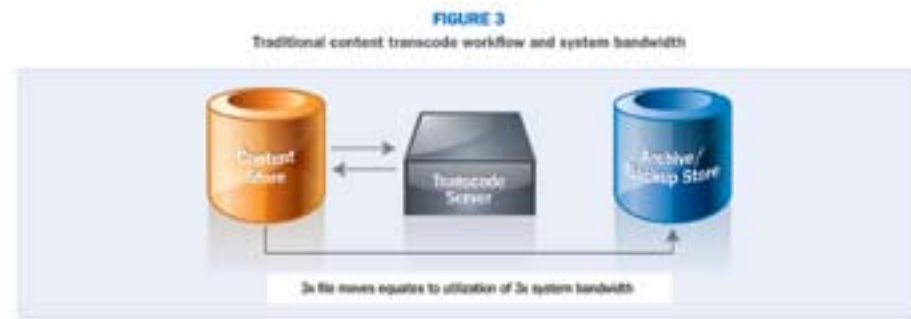 FIGURE 3
Traditional content transcode workflow and system bandwidth
Content
Store
Transcode
Server
Archive/
Backup Store
3x file moves equates to utilization of 3x system bandwidth